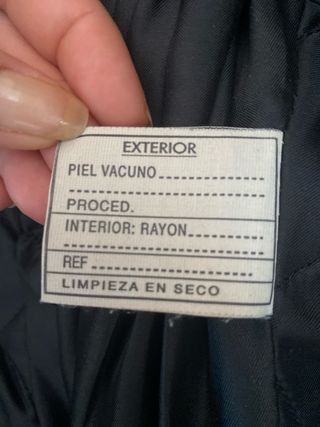 EXTERIOR
PIEL VACUNO
PROCED.
INTERIOR: RAYON
REF
LIMPIEZA EN SECO